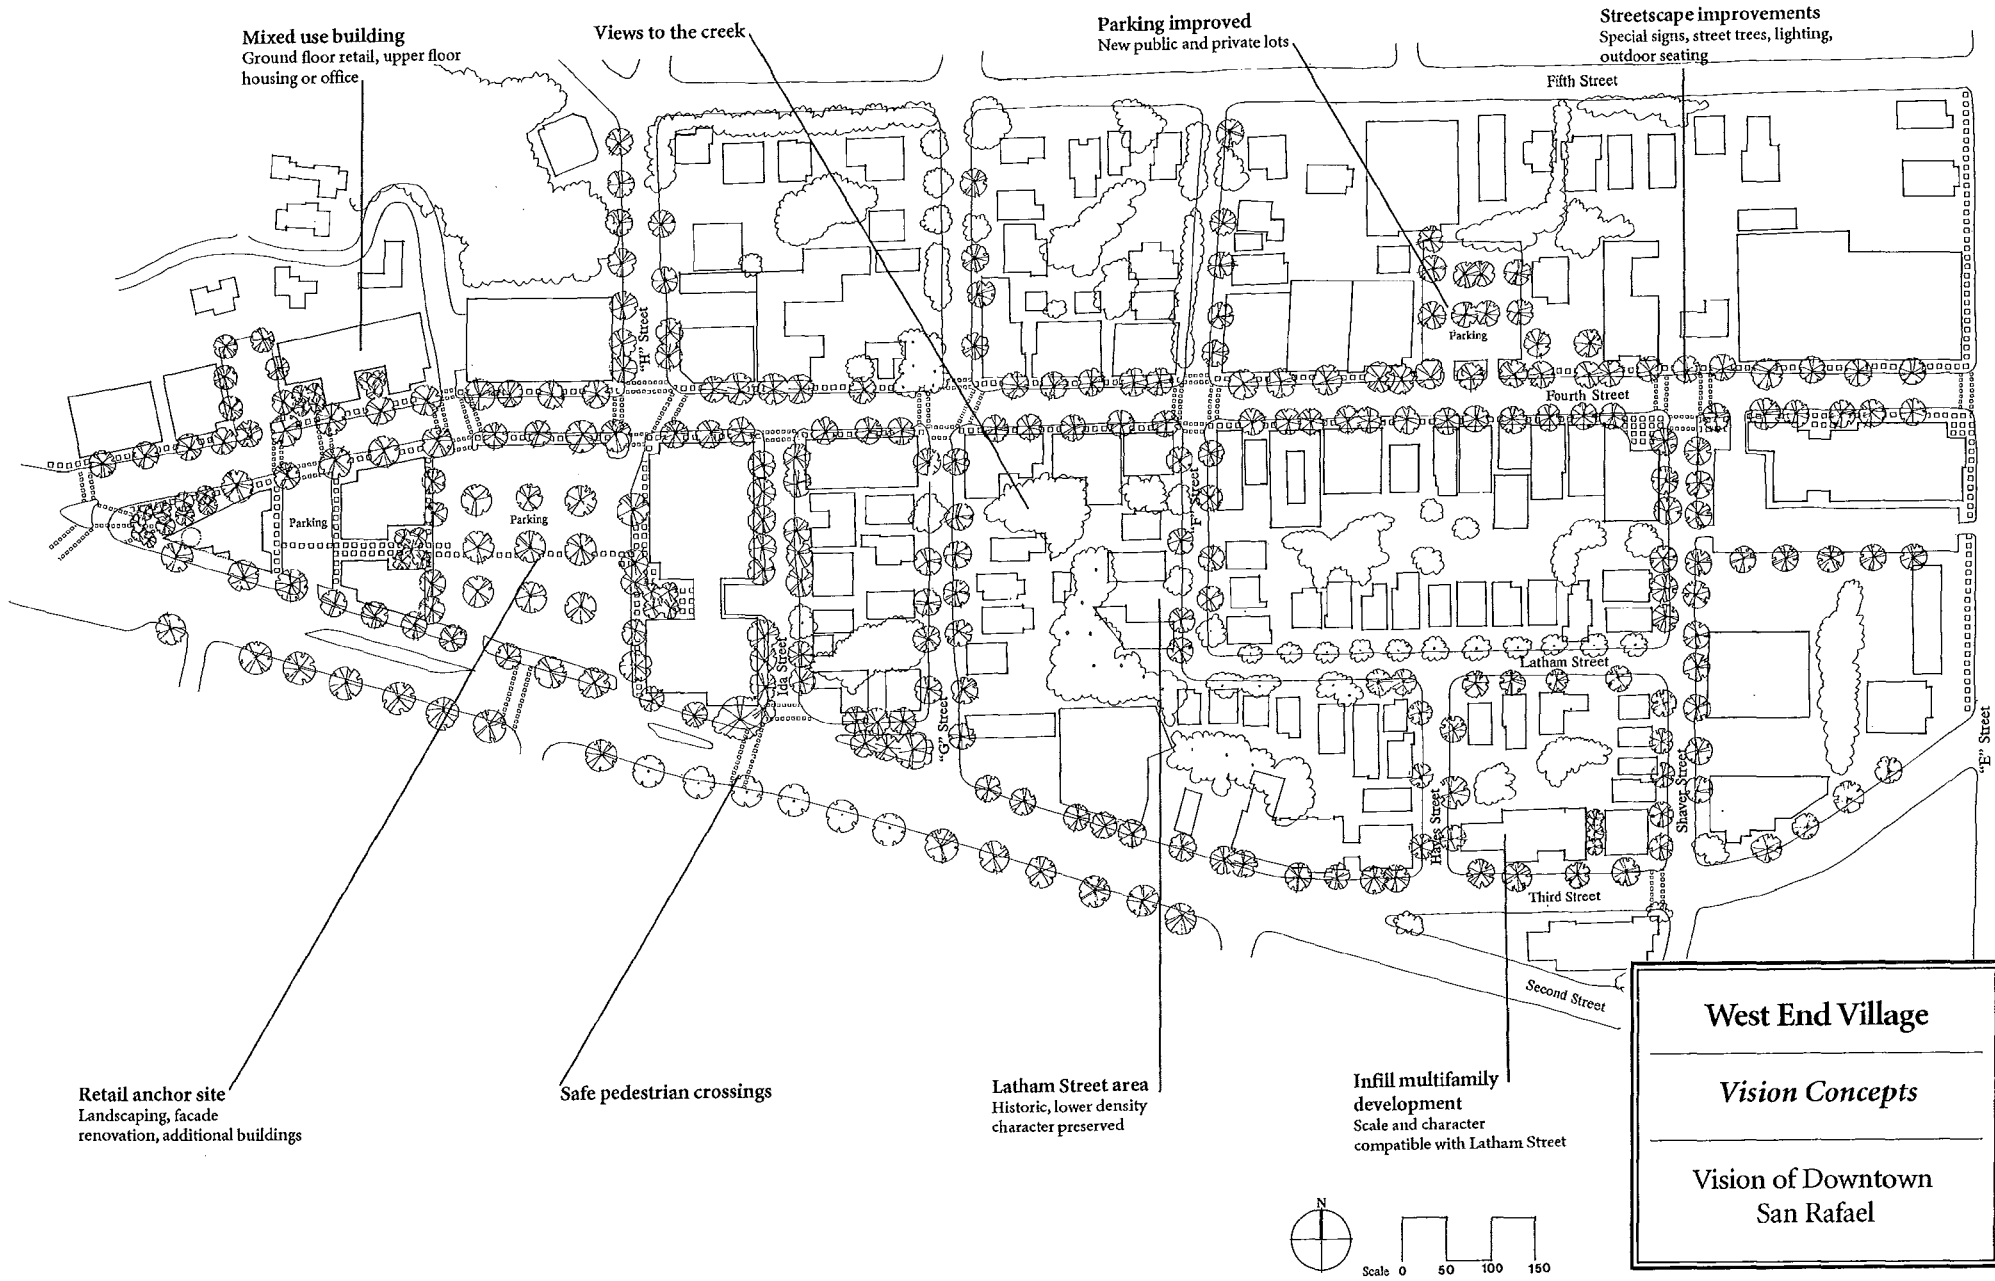 Mixed use building
Ground floor retail, upper floor
housing or office
Views to the creek
Parking improved
New public and private lots
Streetscape improvements
Special signs, street trees, lighting,
outdoor seating
Fifth Street
"H" Street
Parking
Fourth Street
"F" Street
Parking
Parking
Latham Street
Ida Street
"G" Street
"E" Street
Shaver Street
Hayes Street
Third Street
Second Street
Retail anchor site
Landscaping, facade
renovation, additional buildings
Safe pedestrian crossings
Latham Street area
Historic, lower density
character preserved
Infill multifamily
development
Scale and character
compatible with Latham Street
West End Village
Vision Concepts
Vision of Downtown
San Rafael
N
Scale 0 50 100 150